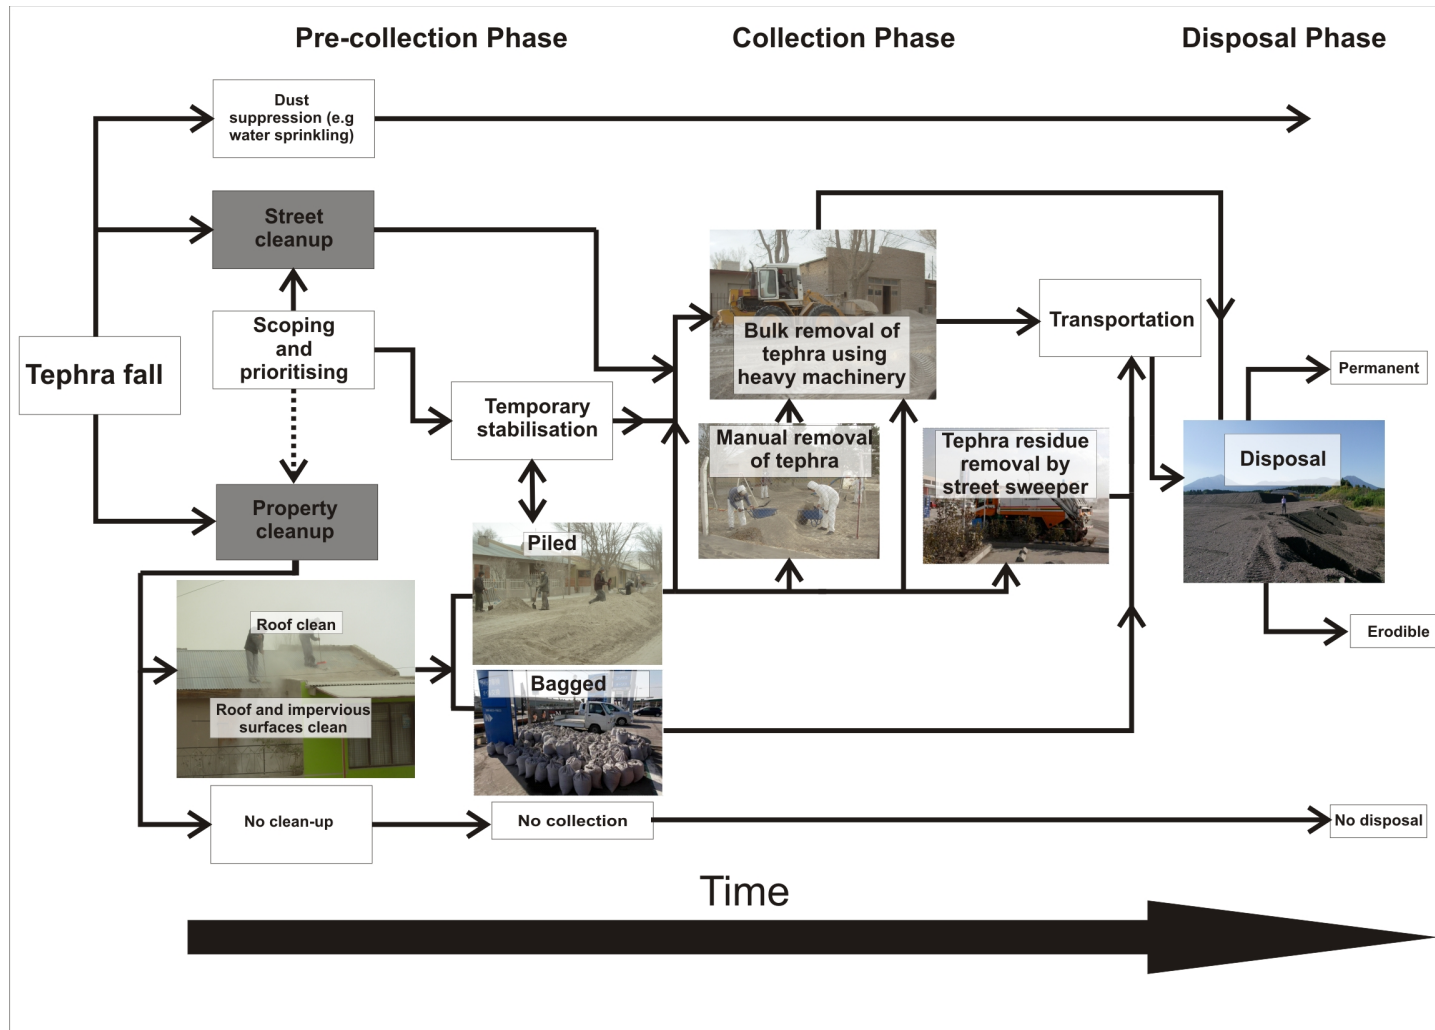 Pre-collection Phase
Collection Phase
Disposal Phase
Dust
suppression (e.g
water sprinkling)
Street
cleanup
Scoping
and
prioritising
Tephra fall
Temporary
stabilisation
Property
cleanup
Bulk removal of
tephra using
heavy machinery
Transportation
Manual removal
of tephra
Tephra residue
removal by
street sweeper
Disposal
Permanent
Erodible
Piled
Roof clean
Roof and impervious
surfaces clean
Bagged
No clean-up
No collection
No disposal
Time